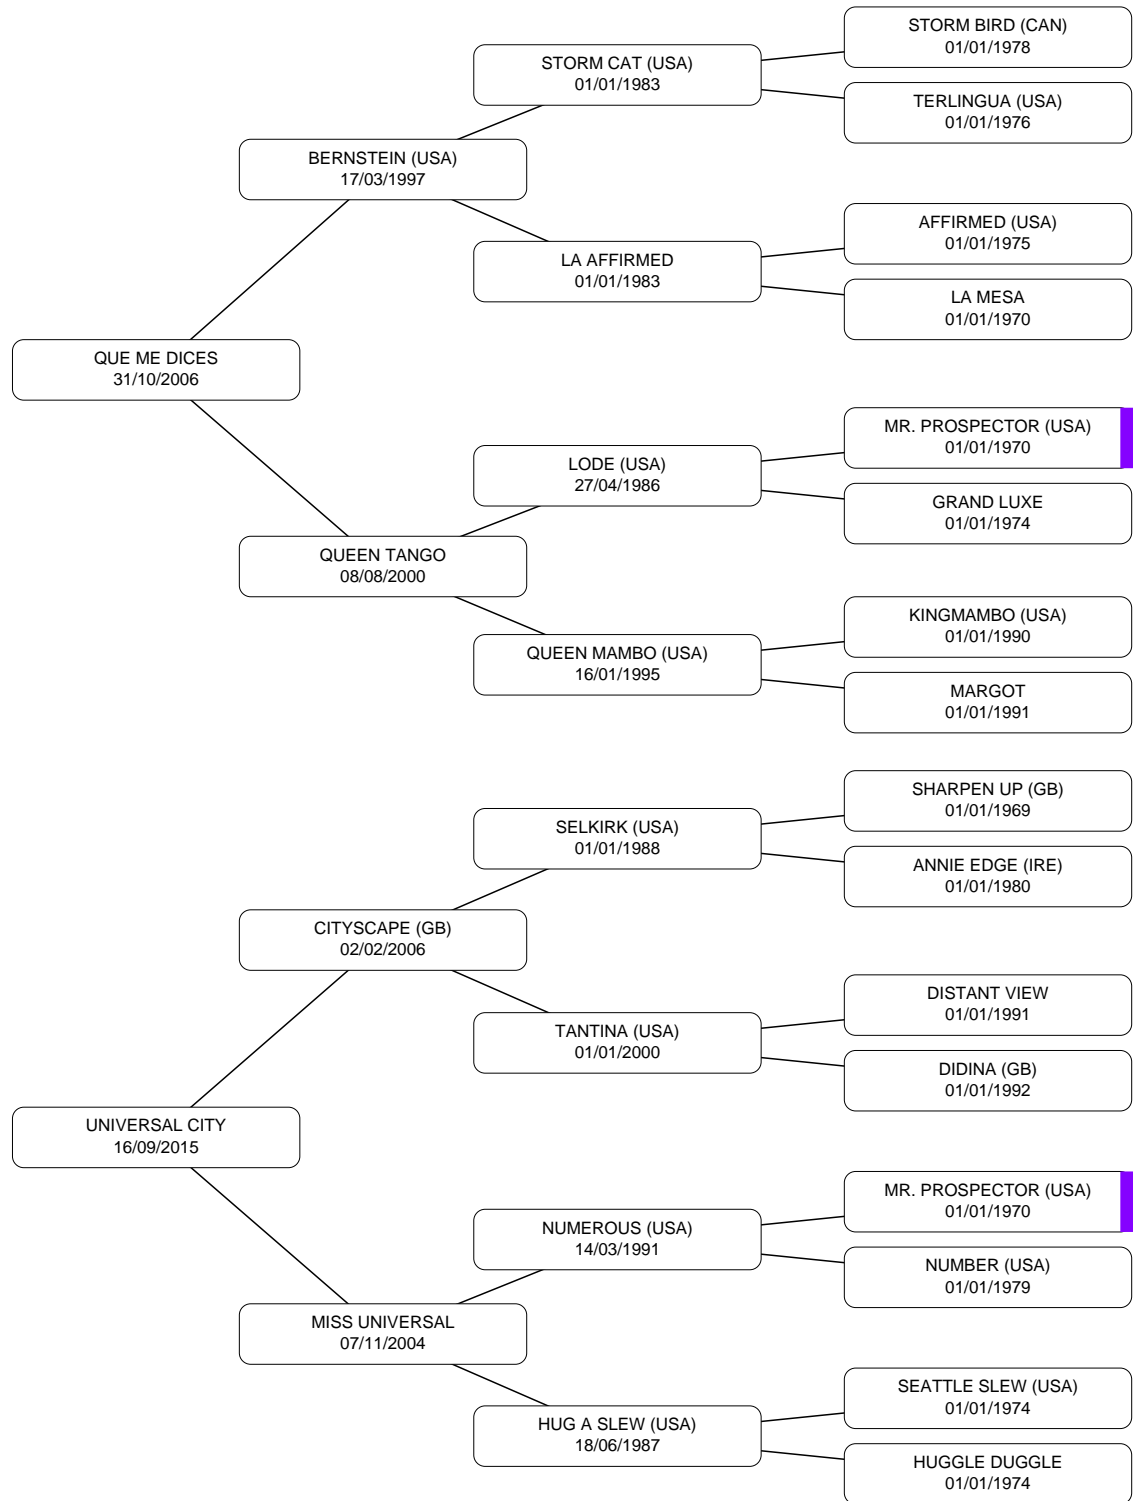 STORM BIRD (CAN)
01/01/1978
STORM CAT (USA)
01/01/1983
TERLINGUA (USA)
01/01/1976
BERNSTEIN (USA)
17/03/1997
AFFIRMED (USA)
01/01/1975
LA AFFIRMED
01/01/1983
LA MESA
01/01/1970
QUE ME DICES
31/10/2006
MR. PROSPECTOR (USA)
01/01/1970
LODE (USA)
27/04/1986
GRAND LUXE
01/01/1974
QUEEN TANGO
08/08/2000
KINGMAMBO (USA)
01/01/1990
QUEEN MAMBO (USA)
16/01/1995
MARGOT
01/01/1991
SHARPEN UP (GB)
01/01/1969
SELKIRK (USA)
01/01/1988
ANNIE EDGE (IRE)
01/01/1980
CITYSCAPE (GB)
02/02/2006
DISTANT VIEW
01/01/1991
TANTINA (USA)
01/01/2000
DIDINA (GB)
01/01/1992
UNIVERSAL CITY
16/09/2015
MR. PROSPECTOR (USA)
01/01/1970
NUMEROUS (USA)
14/03/1991
NUMBER (USA)
01/01/1979
MISS UNIVERSAL
07/11/2004
SEATTLE SLEW (USA)
01/01/1974
HUG A SLEW (USA)
18/06/1987
HUGGLE DUGGLE
01/01/1974